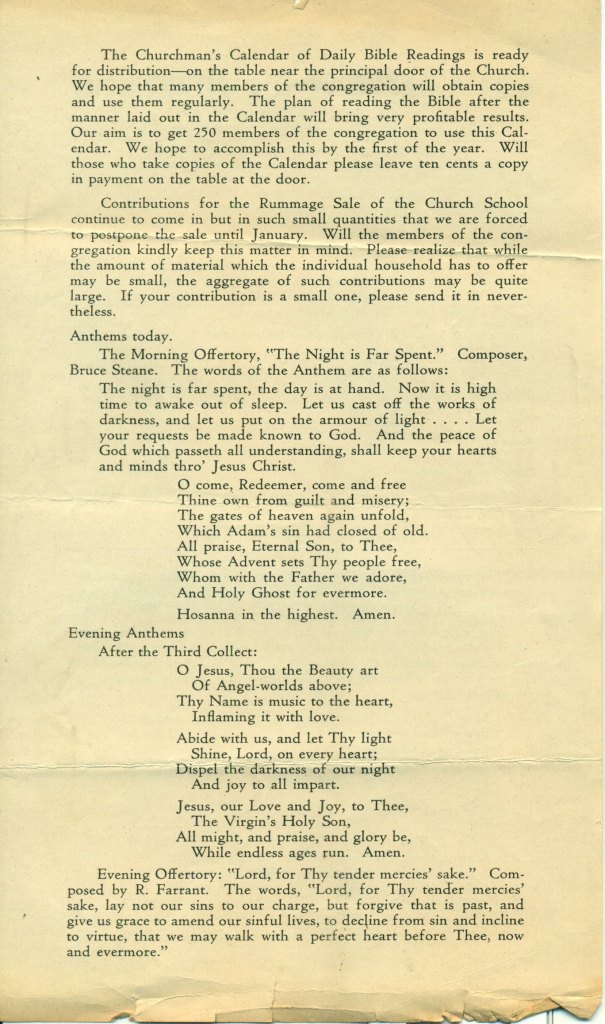 The Churchman's Calendar of Daily Bible Readings is ready
for distribution—on the table near the principal door of the Church.
We hope that many members of the congregation will obtain copies
and use them regularly. The plan of reading the Bible after the
manner laid out in the Calendar will bring very profitable results.
Our aim is to get 250 members of the congregation to use this Cal-
endar. We hope to accomplish this by the first of the year. Will
those who take copies of the Calendar please leave ten cents a copy
in payment on the table at the door.
Contributions for the Rummage Sale of the Church School
continue to come in but in such small quantities that we are forced
to postpone the sale until January. Will the members of the con-
gregation kindly keep this matter in mind. Please realize that while
the amount of material which the individual household has to offer
may be small, the aggregate of such contributions may be quite
large. If your contribution is a small one, please send it in never-
theless.
Anthems today.
The Morning Offertory, "The Night is Far Spent." Composer,
Bruce Steane. The words of the Anthem are as follows:
The night is far spent, the day is at hand. Now it is high
time to awake out of sleep. Let us cast off the works of
darkness, and let us put on the armour of light . . . . Let
your requests be made known to God. And the peace of
God which passeth all understanding, shall keep your hearts
and minds thro' Jesus Christ.
O come, Redeemer, come and free
Thine own from guilt and misery;
The gates of heaven again unfold,
Which Adam's sin had closed of old.
All praise, Eternal Son, to Thee,
Whose Advent sets Thy people free,
Whom with the Father we adore,
And Holy Ghost for evermore.
Hosanna in the highest. Amen.
Evening Anthems
After the Third Collect:
O Jesus, Thou the Beauty art
Of Angel-worlds above;
Thy Name is music to the heart,
Inflaming it with love.
Abide with us, and let Thy light
Shine, Lord, on every heart;
Dispel the darkness of our night
And joy to all impart.
Jesus, our Love and Joy, to Thee,
The Virgin's Holy Son,
All might, and praise, and glory be,
While endless ages run. Amen.
Evening Offertory: "Lord, for Thy tender mercies' sake." Com-
posed by R. Farrant. The words, "Lord, for Thy tender mercies'
sake, lay not our sins to our charge, but forgive that is past, and
give us grace to amend our sinful lives, to decline from sin and incline
to virtue, that we may walk with a perfect heart before Thee, now
and evermore."